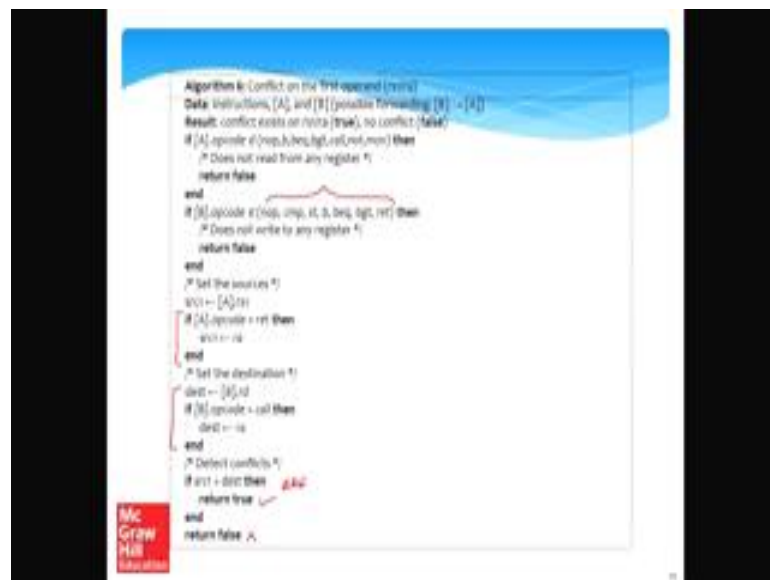 Algorithm 6: Conflict on the first operand (rs1/ra)
Data: Instructions, [A], and [B] (possible forwarding: [B] → [A])
Result: conflict exists on rs1/ra (true), no conflict (false)
if [A].opcode ∈ (nop,b,beq,bgt,call,not,mov) then
/* Does not read from any register */
return false
end
if [B].opcode ∈ (nop, cmp, st, b, beq, bgt, ret) then
/* Does not write to any register */
return false
end
/* Set the sources */
src1 ← [A].rs1
if [A].opcode = ret then
src1 ← ra
end
/* Set the destination */
dest ← [B].rd
if [B].opcode = call then
dest ← ra
end
/* Detect conflicts */
if src1 = dest then
return true
end
return false
Mc
Graw
Hill
Education